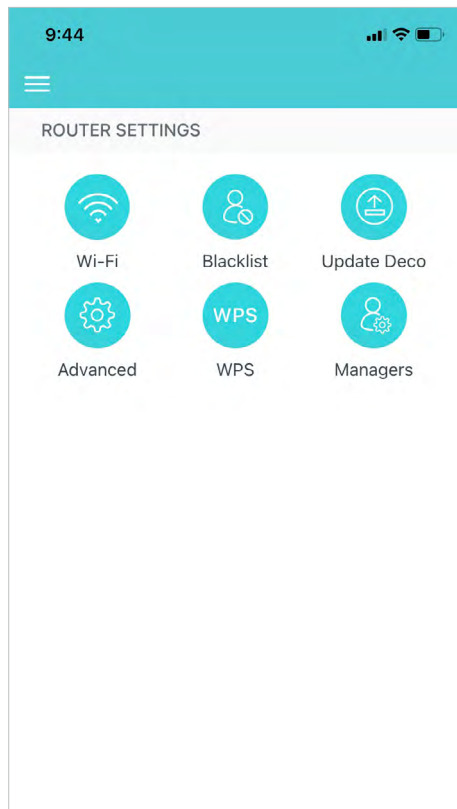 9:44
ROUTER SETTINGS
Wi-Fi Blacklist Update Deco
WPS
Advanced WPS Managers